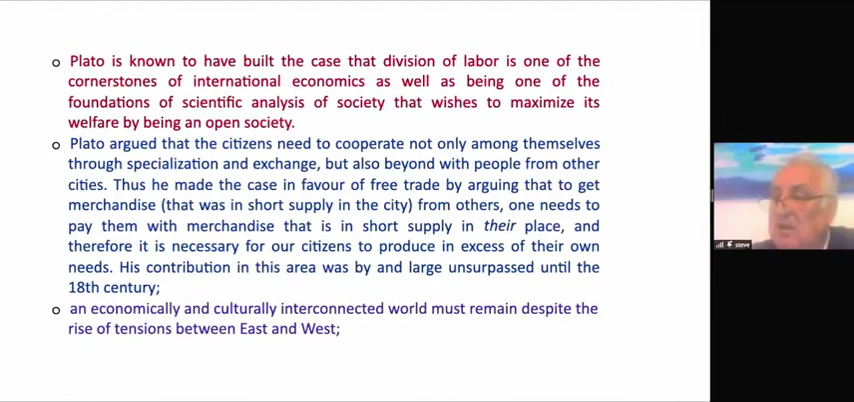 o Plato is known to have built the case that division of labor is one of the
cornerstones of international economics as well as being one of the
foundations of scientific analysis of society that wishes to maximize its
welfare by being an open society.
o Plato argued that the citizens need to cooperate not only among themselves
through specialization and exchange, but also beyond with people from other
cities. Thus he made the case in favour of free trade by arguing that to get
merchandise (that was in short supply in the city) from others, one needs to
pay them with merchandise that is in short supply in their place, and
therefore it is necessary for our citizens to produce in excess of their own
needs. His contribution in this area was by and large unsurpassed until the
18th century;
o an economically and culturally interconnected world must remain despite the
rise of tensions between East and West;
steve